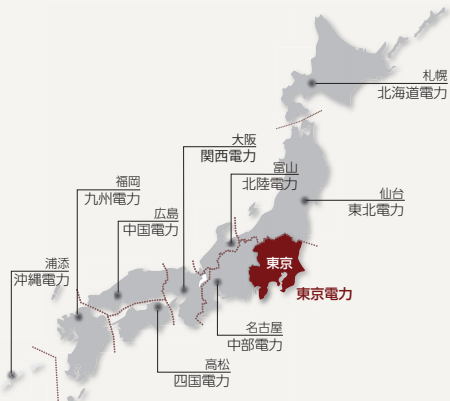 札幌
北海道電力
大阪
関西電力
富山
北陸電力
福岡
九州電力
仙台
東北電力
広島
中国電力
浦添
沖縄電力
東京
東京電力
名古屋
中部電力
高松
四国電力